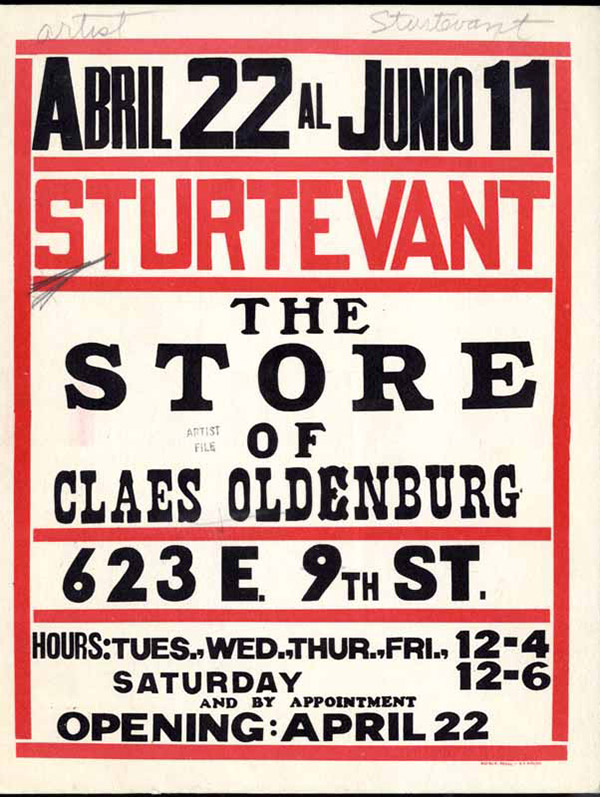 artist Sturtevant
ABRIL 22 AL JUNIO 11
STURTEVANT
THE
STORE
ARTIST
FILE
OF
CLAES OLDENBURG
623 E. 9TH ST.
HOURS: TUES., WED., THUR., FRI., 12-4
SATURDAY 12-6
AND BY APPOINTMENT
OPENING: APRIL 22